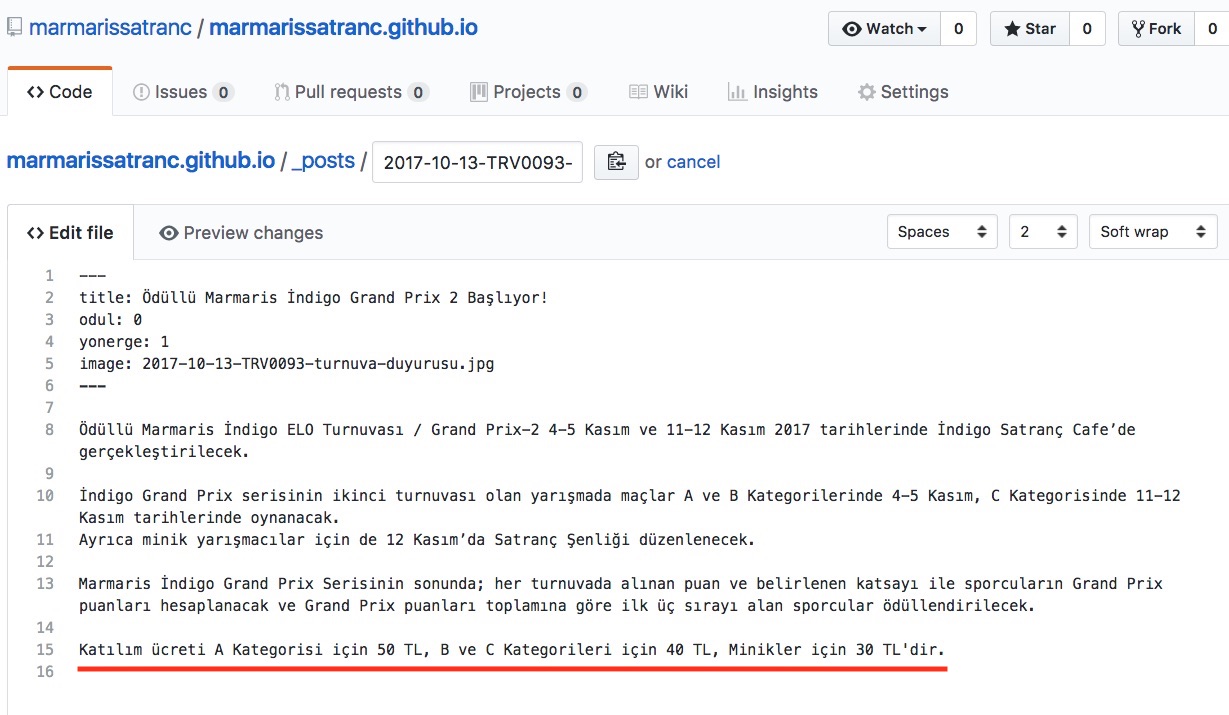 marmarissatranc / marmarissatranc.github.io
Watch 0 Star 0 Fork 0
Code Issues 0 Pull requests 0 Projects 0 Wiki Insights Settings
marmarissatranc.github.io / _posts / 2017-10-13-TRV0093- or cancel
Edit file Preview changes Spaces 2 Soft wrap
1 ---
2 title: Ödüllü Marmaris İndigo Grand Prix 2 Başlıyor!
3 odul: 0
4 yonerge: 1
5 image: 2017-10-13-TRV0093-turnuva-duyurusu.jpg
6 ---
7
8 Ödüllü Marmaris İndigo ELO Turnuvası / Grand Prix-2 4-5 Kasım ve 11-12 Kasım 2017 tarihlerinde İndigo Satranç Cafe’de
gerçekleştirilecek.
9
10 İndigo Grand Prix serisinin ikinci turnuvası olan yarışmada maçlar A ve B Kategorilerinde 4-5 Kasım, C Kategorisinde 11-12
Kasım tarihlerinde oynanacak.
11 Ayrıca minik yarışmacılar için de 12 Kasım’da Satranç Şenliği düzenlenecek.
12
13 Marmaris İndigo Grand Prix Serisinin sonunda; her turnuvada alınan puan ve belirlenen katsayı ile sporcuların Grand Prix
puanları hesaplanacak ve Grand Prix puanları toplamına göre ilk üç sırayı alan sporcular ödüllendirilecek.
14
15 Katılım ücreti A Kategorisi için 50 TL, B ve C Kategorileri için 40 TL, Minikler için 30 TL'dir.
16